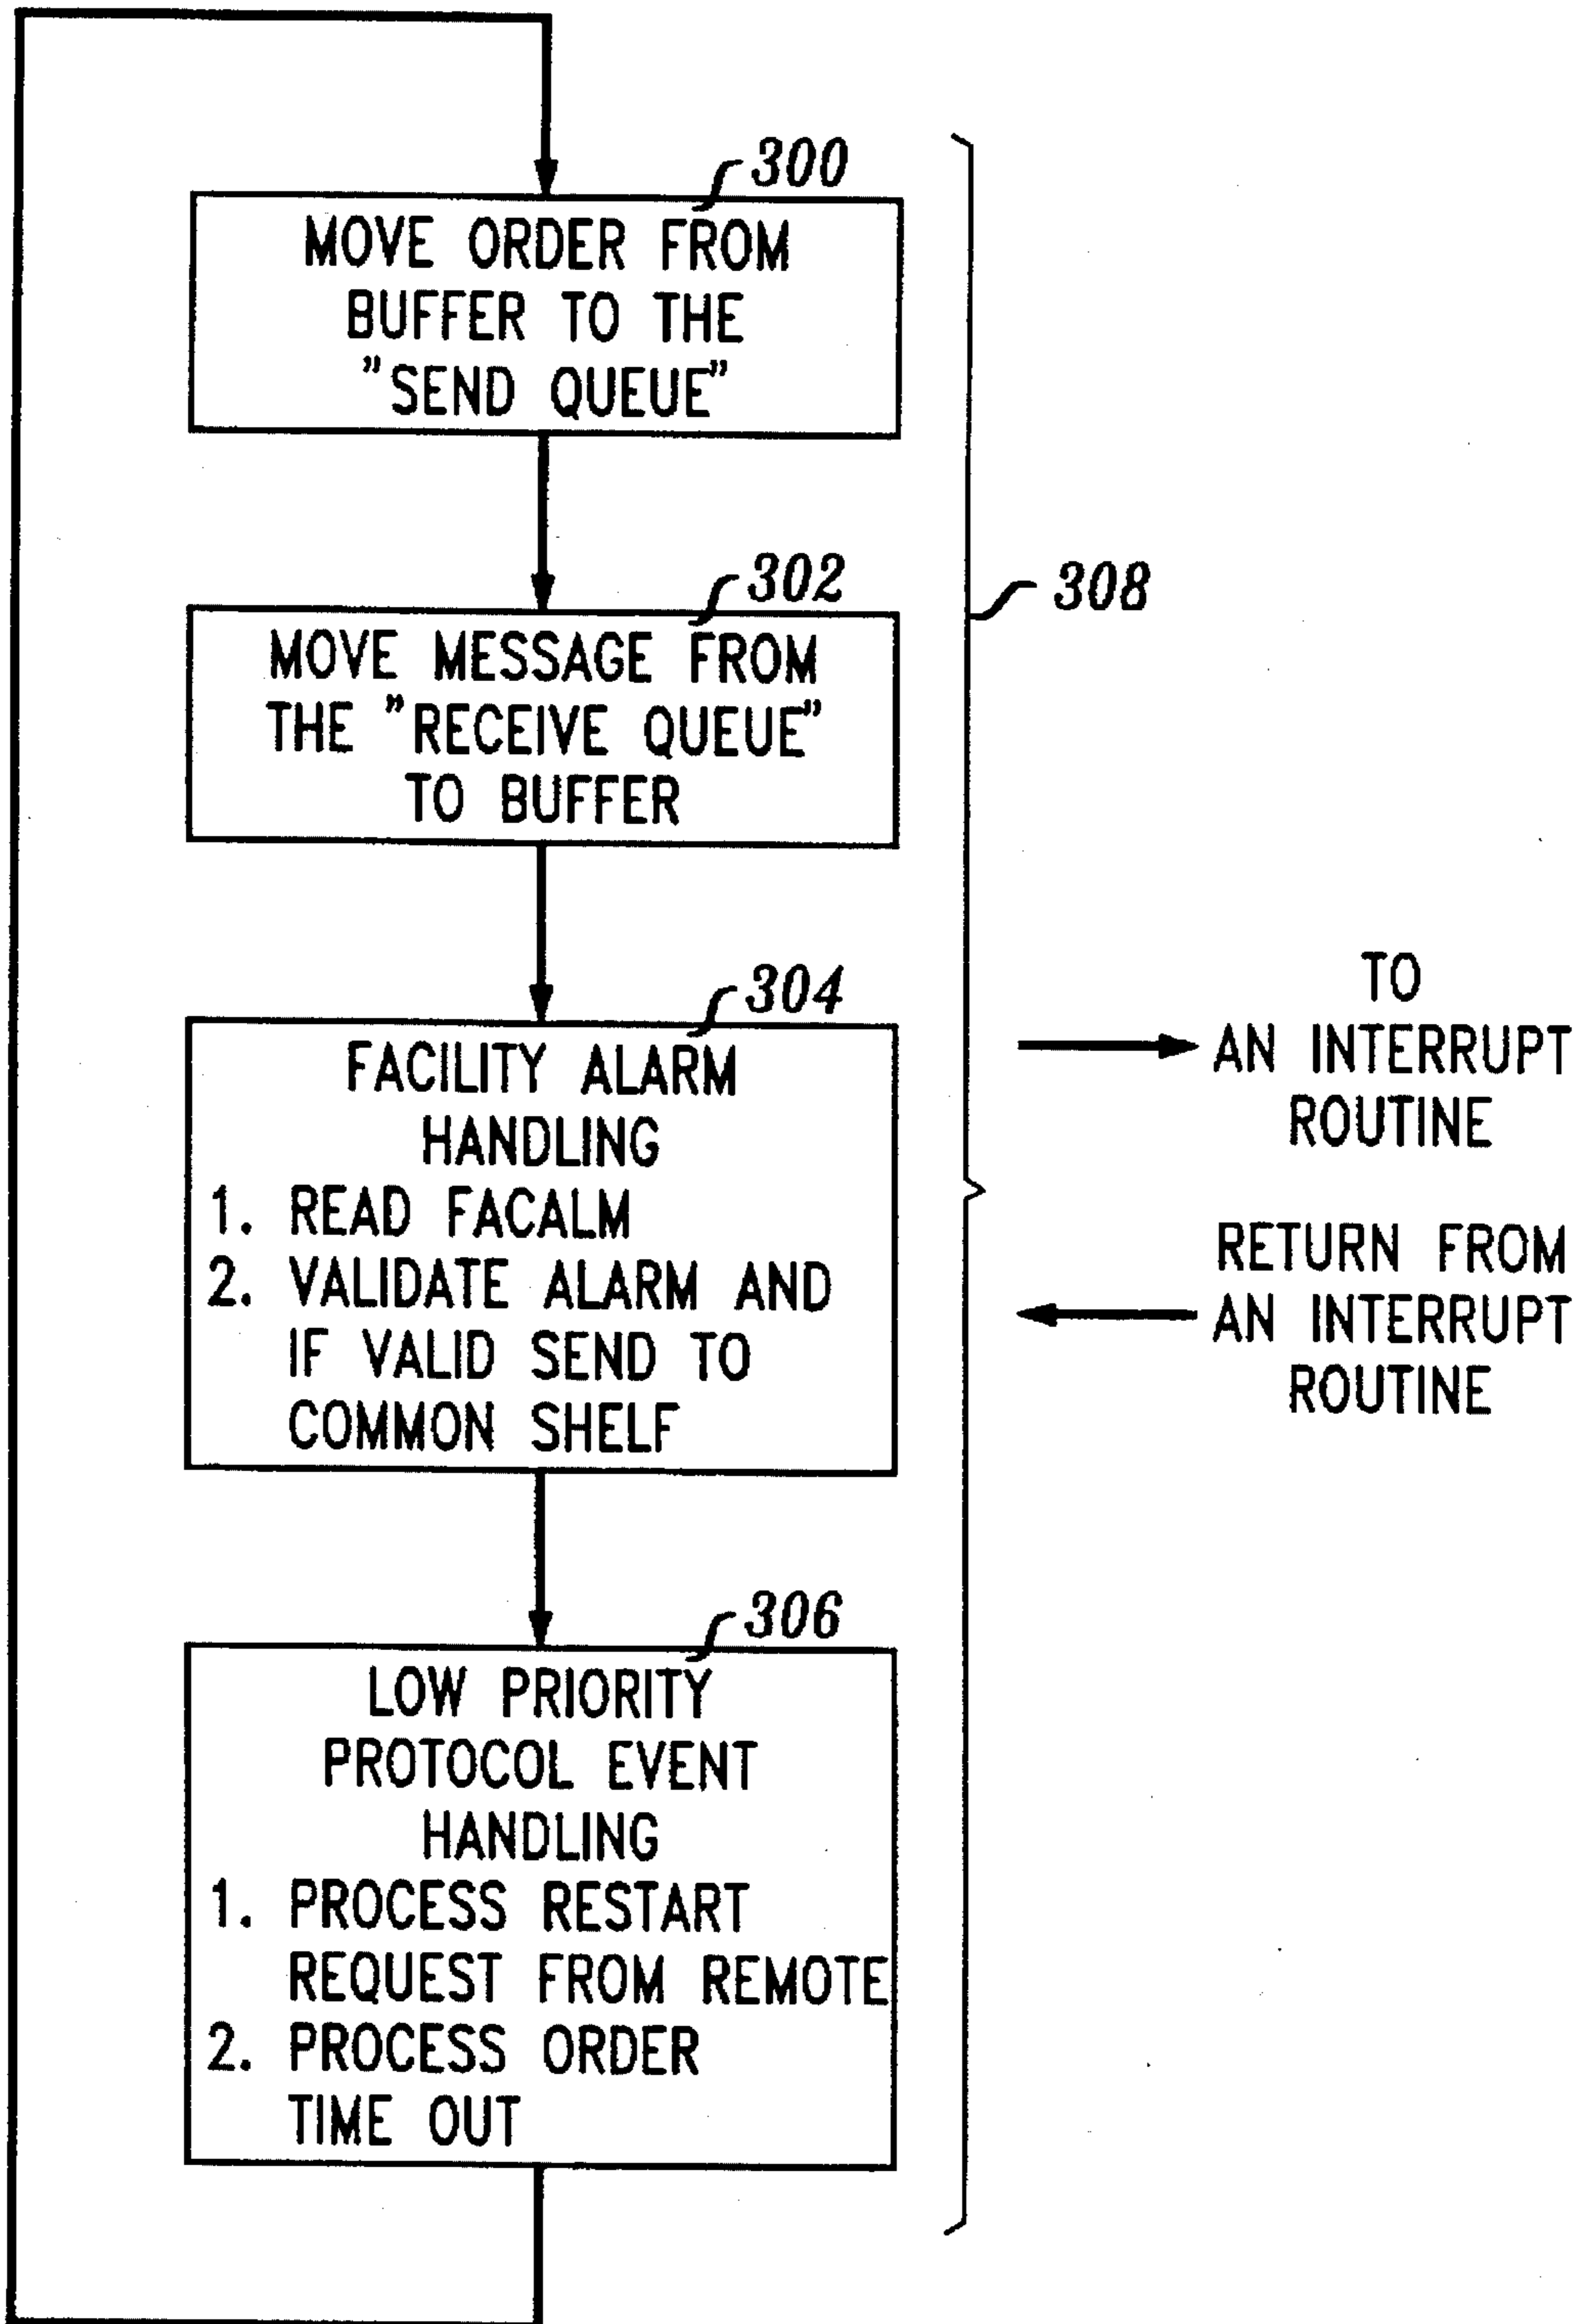 300
MOVE ORDER FROM
BUFFER TO THE
"SEND QUEUE"
302
MOVE MESSAGE FROM
THE "RECEIVE QUEUE"
TO BUFFER
304
FACILITY ALARM
HANDLING
1. READ FACALM
2. VALIDATE ALARM AND
IF VALID SEND TO
COMMON SHELF
306
LOW PRIORITY
PROTOCOL EVENT
HANDLING
1. PROCESS RESTART
REQUEST FROM REMOTE
2. PROCESS ORDER
TIME OUT
308
TO
AN INTERRUPT
ROUTINE
RETURN FROM
AN INTERRUPT
ROUTINE